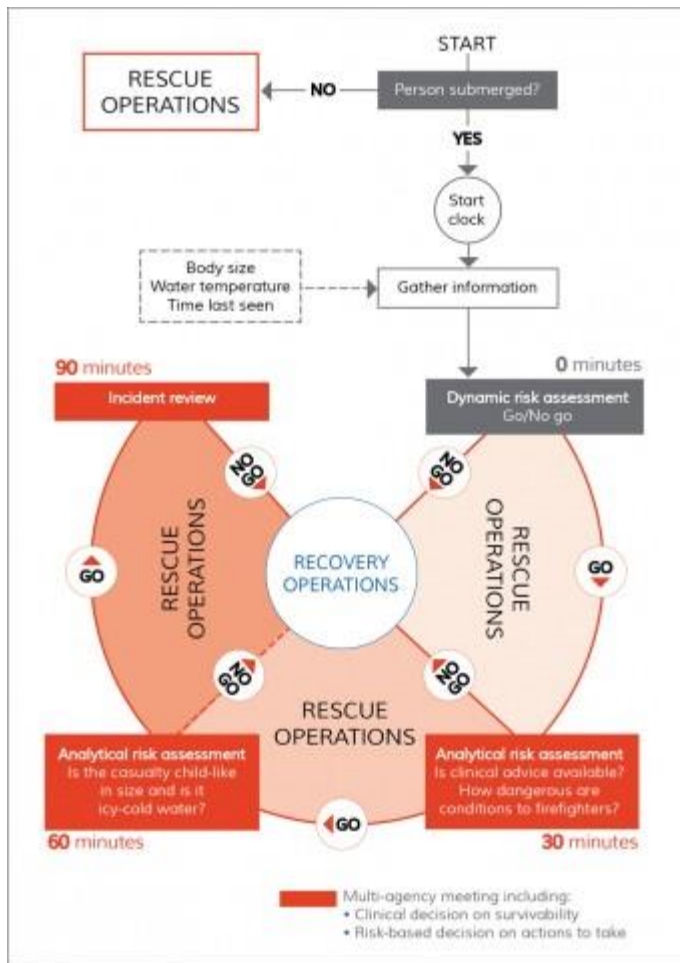 START
RESCUE
OPERATIONS
NO
Person submerged?
YES
Start
clock
Body size
Water temperature
Time last seen
Gather information
90 minutes
Incident review
0 minutes
Dynamic risk assessment
Go/No go
NO
GO
NO
GO
RESCUE
OPERATIONS
RECOVERY
OPERATIONS
RESCUE
OPERATIONS
GO
GO
NO
GO
NO
GO
RESCUE
OPERATIONS
Analytical risk assessment
Is the casualty child-like
in size and is it
icy-cold water?
60 minutes
GO
Analytical risk assessment
Is clinical advice available?
How dangerous are
conditions to firefighters?
30 minutes
Multi-agency meeting including:
• Clinical decision on survivability
• Risk-based decision on actions to take